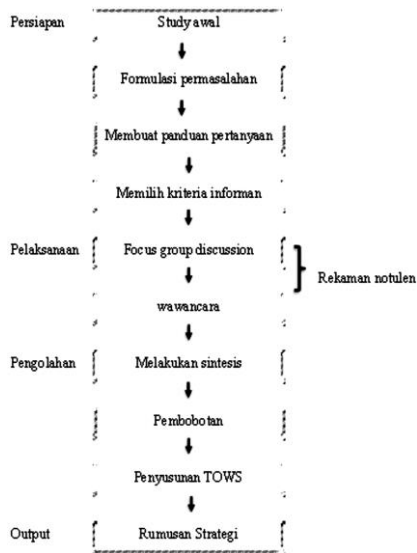 Persiapan
Study awal
Formulasi permasalahan
Membuat panduan pertanyaan
Memilih kriteria informan
Pelaksanaan
Focus group discussion
Rekaman notulen
wawancara
Pengolahan
Melakukan sintesis
Pembobotan
Penyusunan TOWS
Output
Rumusan Strategi